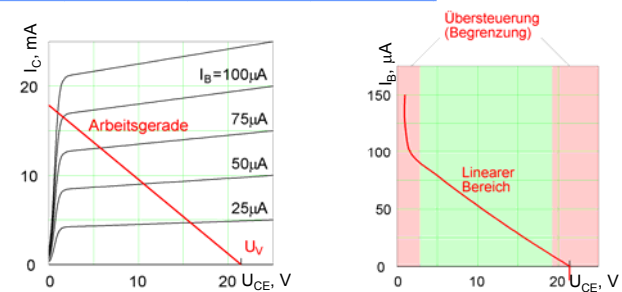 Übersteuerung
(Begrenzung)
I_C, mA
20
10
0
I_B=100µA
75µA
50µA
25µA
Arbeitsgerade
U_V
0
10
20
U_CE, V
I_B, µA
150
100
50
0
Linearer
Bereich
0
10
20
U_CE, V